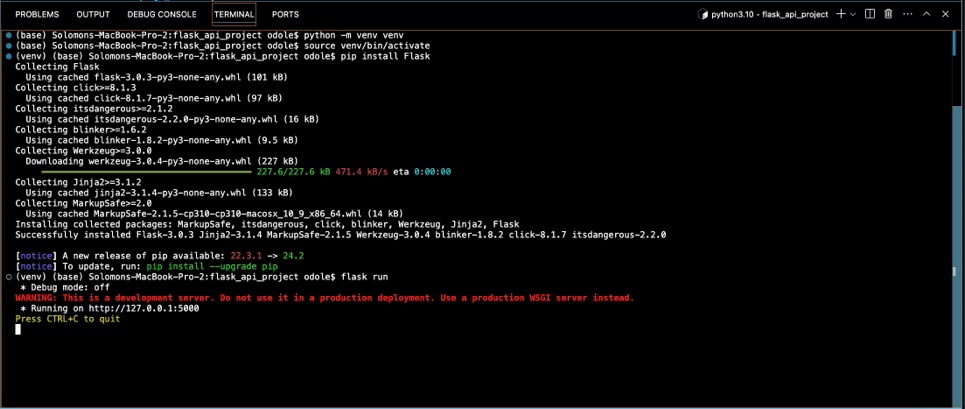 PROBLEMS OUTPUT DEBUG CONSOLE TERMINAL PORTS python3.10 - flask_api_project
(base) Solomons-MacBook-Pro-2:flask_api_project odole$ python -m venv venv
(base) Solomons-MacBook-Pro-2:flask_api_project odole$ source venv/bin/activate
(venv) (base) Solomons-MacBook-Pro-2:flask_api_project odole$ pip install Flask
Collecting Flask
  Using cached flask-3.0.3-py3-none-any.whl (101 kB)
Collecting click>=8.1.3
  Using cached click-8.1.7-py3-none-any.whl (97 kB)
Collecting itsdangerous>=2.1.2
  Using cached itsdangerous-2.2.0-py3-none-any.whl (16 kB)
Collecting blinker>=1.6.2
  Using cached blinker-1.8.2-py3-none-any.whl (9.5 kB)
Collecting Werkzeug>=3.0.0
  Downloading werkzeug-3.0.4-py3-none-any.whl (227 kB)
227.6/227.6 kB 471.4 kB/s eta 0:00:00
Collecting Jinja2>=3.1.2
  Using cached jinja2-3.1.4-py3-none-any.whl (133 kB)
Collecting MarkupSafe>=2.0
  Using cached MarkupSafe-2.1.5-cp310-cp310-macosx_10_9_x86_64.whl (14 kB)
Installing collected packages: MarkupSafe, itsdangerous, click, blinker, Werkzeug, Jinja2, Flask
Successfully installed Flask-3.0.3 Jinja2-3.1.4 MarkupSafe-2.1.5 Werkzeug-3.0.4 blinker-1.8.2 click-8.1.7 itsdangerous-2.2.0
[notice] A new release of pip available: 22.3.1 -> 24.2
[notice] To update, run: pip install --upgrade pip
(venv) (base) Solomons-MacBook-Pro-2:flask_api_project odole$ flask run
 * Debug mode: off
WARNING: This is a development server. Do not use it in a production deployment. Use a production WSGI server instead.
 * Running on http://127.0.0.1:5000
Press CTRL+C to quit